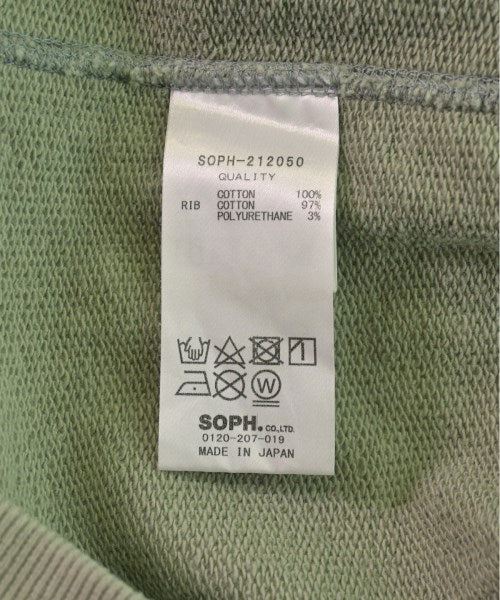 SOPH-212050
QUALITY
COTTON 100%
RIB COTTON 97%
POLYURETHANE 3%
W
SOPH. CO.,LTD.
0120-207-019
MADE IN JAPAN